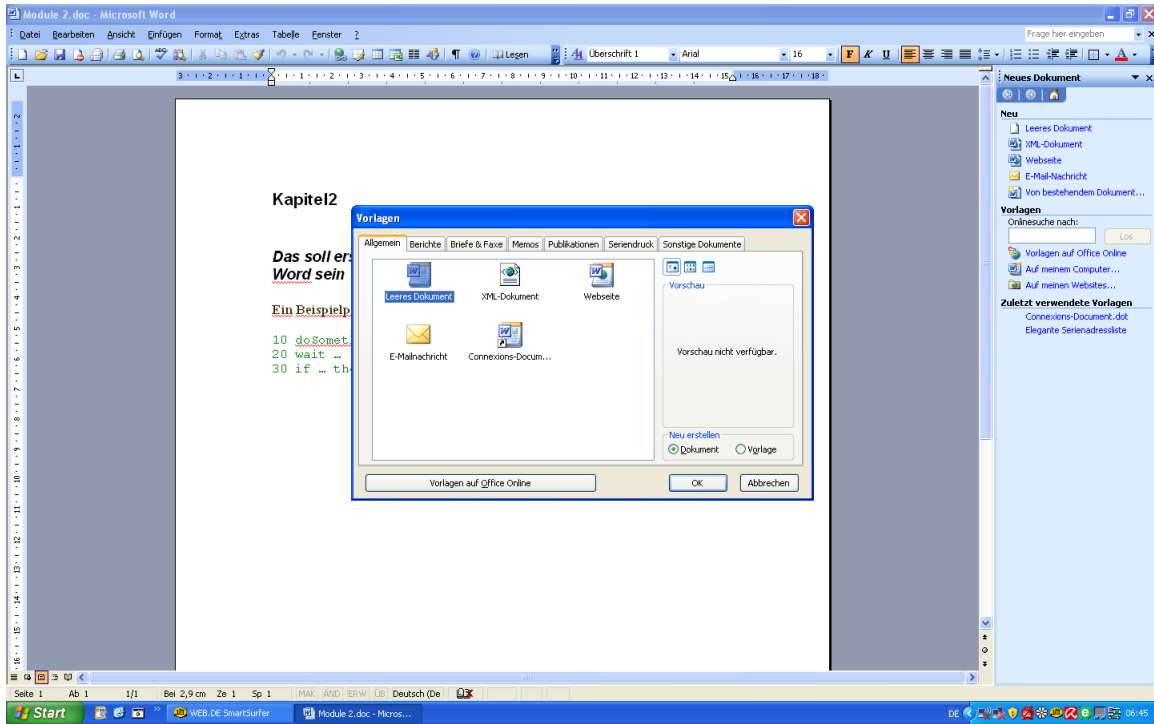 Module 2.doc - Microsoft Word
Datei Bearbeiten Ansicht Einfügen Format Extras Tabelle Fenster ?
Frage hier eingeben
Lesen
Überschrift 1
Arial
16
F K U
Neues Dokument
Neu
Leeres Dokument
XML-Dokument
Webseite
E-Mail-Nachricht
Von bestehendem Dokument...
Vorlagen
Onlinesuche nach:
Los
Vorlagen auf Office Online
Auf meinem Computer...
Auf meinen Websites...
Zuletzt verwendete Vorlagen
Connexions-Document.dot
Elegante Serienadressliste
Kapitel2
Das soll ers
Word sein
Ein Beispielp
10 doSomet
20 wait …
30 if … th
Vorlagen
Allgemein Berichte Briefe & Faxe Memos Publikationen Seriendruck Sonstige Dokumente
Leeres Dokument XML-Dokument Webseite
E-Mailnachricht Connexions-Docum...
Vorschau
Vorschau nicht verfügbar.
Neu erstellen
Dokument Vorlage
Vorlagen auf Office Online
OK Abbrechen
Seite 1 Ab 1 1/1 Bei 2,9 cm Ze 1 Sp 1 MAK ÄND ERW ÜB Deutsch (De
Start WEB.DE SmartSurfer Module 2.doc - Micros... DE 06:45